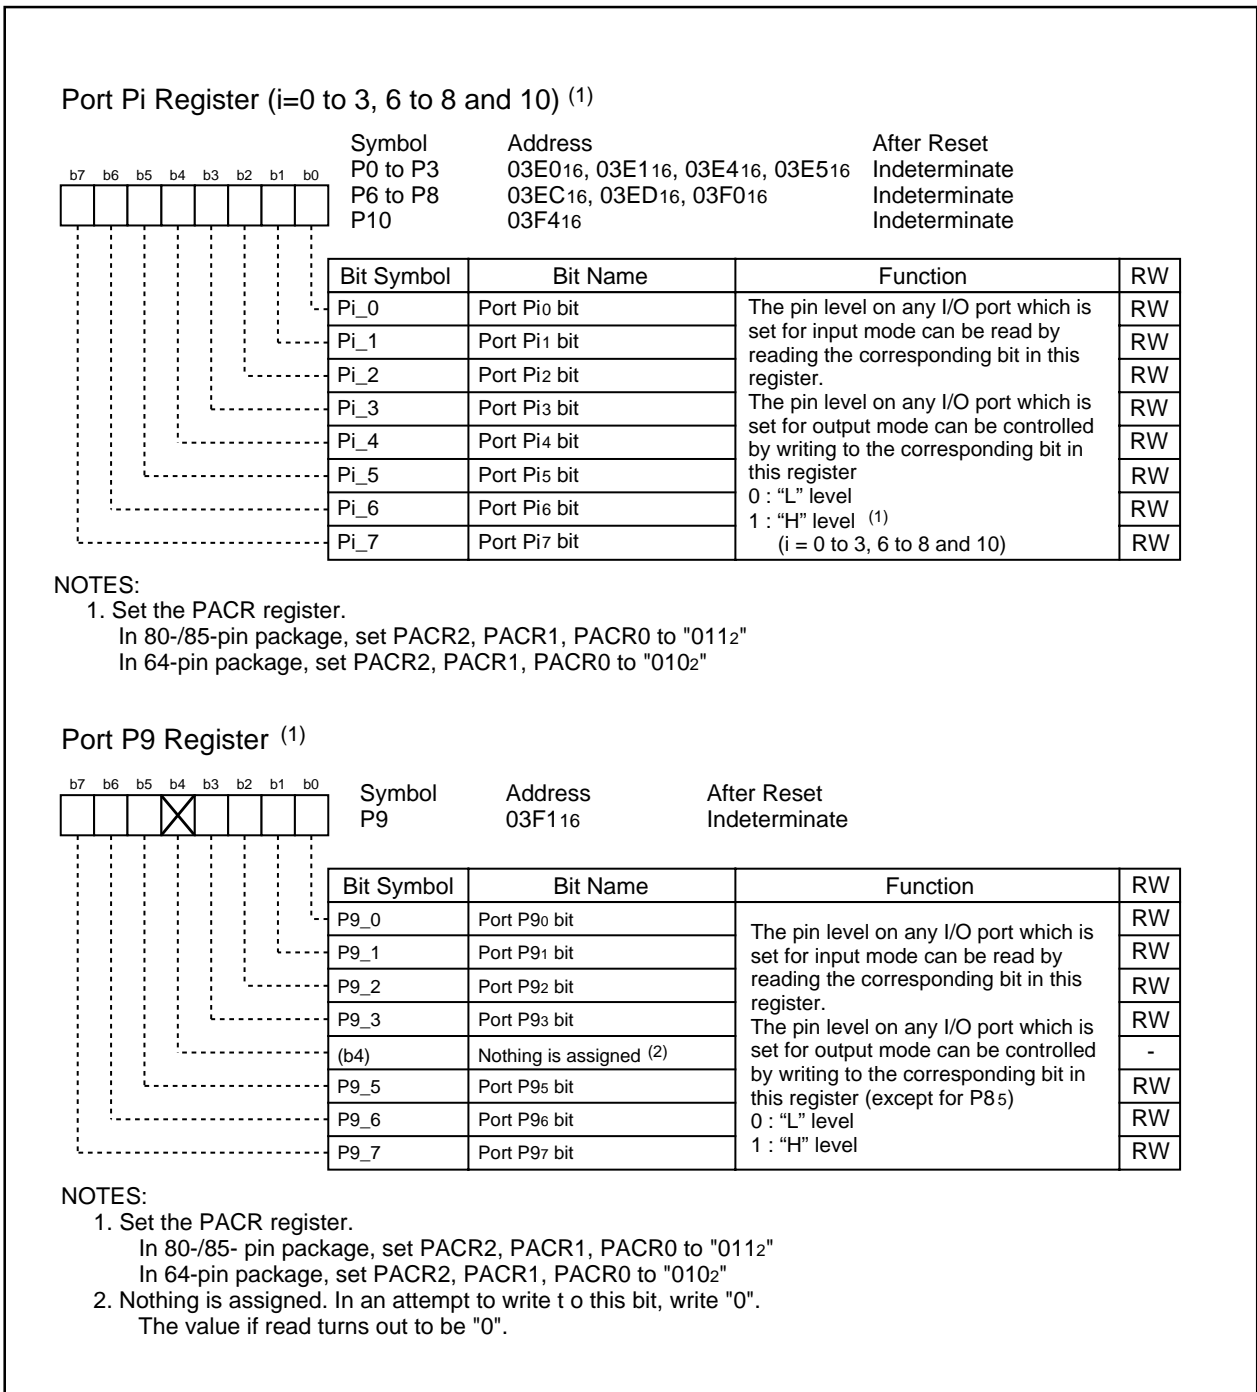 Port Pi Register (i=0 to 3, 6 to 8 and 10) (1)
Symbol Address After Reset
P0 to P3 03E016, 03E116, 03E416, 03E516 Indeterminate
P6 to P8 03EC16, 03ED16, 03F016 Indeterminate
P10 03F416 Indeterminate
b7 b6 b5 b4 b3 b2 b1 b0
Bit Symbol Bit Name Function RW
Pi_0 Port Pi0 bit RW
Pi_1 Port Pi1 bit RW
Pi_2 Port Pi2 bit RW
Pi_3 Port Pi3 bit RW
Pi_4 Port Pi4 bit RW
Pi_5 Port Pi5 bit RW
Pi_6 Port Pi6 bit RW
Pi_7 Port Pi7 bit RW
The pin level on any I/O port which is
set for input mode can be read by
reading the corresponding bit in this
register.
The pin level on any I/O port which is
set for output mode can be controlled
by writing to the corresponding bit in
this register
0 : “L” level
1 : “H” level (1)
(i = 0 to 3, 6 to 8 and 10)
NOTES:
1. Set the PACR register.
In 80-/85-pin package, set PACR2, PACR1, PACR0 to "0112"
In 64-pin package, set PACR2, PACR1, PACR0 to "0102"
Port P9 Register (1)
b7 b6 b5 b4 b3 b2 b1 b0
Symbol Address After Reset
P9 03F116 Indeterminate
Bit Symbol Bit Name Function RW
P9_0 Port P90 bit RW
P9_1 Port P91 bit RW
P9_2 Port P92 bit RW
P9_3 Port P93 bit RW
(b4) Nothing is assigned (2) -
P9_5 Port P95 bit RW
P9_6 Port P96 bit RW
P9_7 Port P97 bit RW
The pin level on any I/O port which is
set for input mode can be read by
reading the corresponding bit in this
register.
The pin level on any I/O port which is
set for output mode can be controlled
by writing to the corresponding bit in
this register (except for P85)
0 : “L” level
1 : “H” level
NOTES:
1. Set the PACR register.
In 80-/85- pin package, set PACR2, PACR1, PACR0 to "0112"
In 64-pin package, set PACR2, PACR1, PACR0 to "0102"
2. Nothing is assigned. In an attempt to write t o this bit, write "0".
The value if read turns out to be "0".